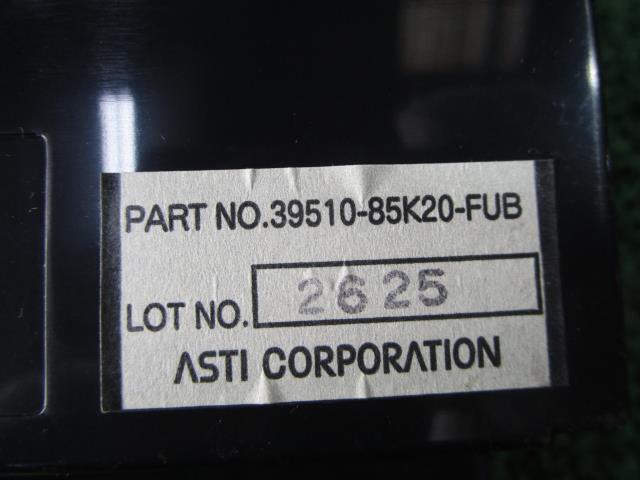 PART NO.39510-85K20-FUB
LOT NO. 2625
ASTI CORPORATION